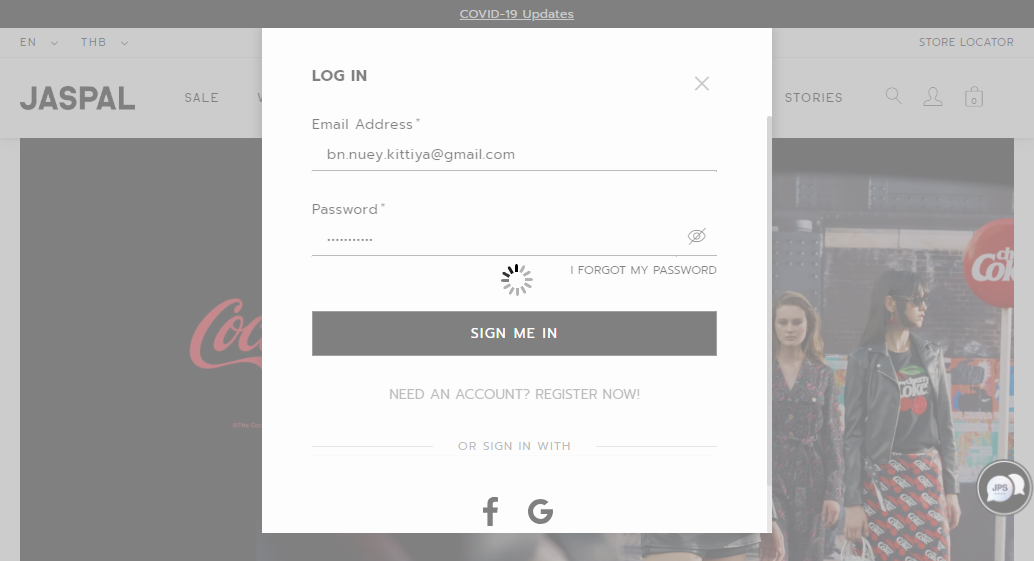 COVID-19 Updates
EN THB STORE LOCATOR
JASPAL SALE STORIES 0
LOG IN
Email Address *
bn.nuey.kittiya@gmail.com
Password *
...........
I FORGOT MY PASSWORD
SIGN ME IN
NEED AN ACCOUNT? REGISTER NOW!
OR SIGN IN WITH
f G
JPS